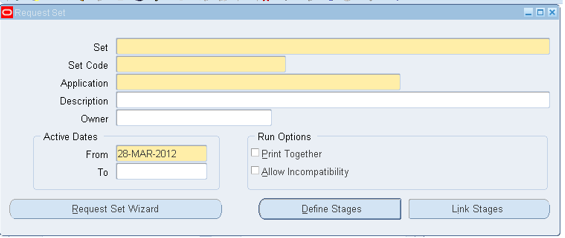 Request Set
Set
Set Code
Application
Description
Owner
Active Dates
From 28-MAR-2012
To
Run Options
Print Together
Allow Incompatibility
Request Set Wizard
Define Stages
Link Stages